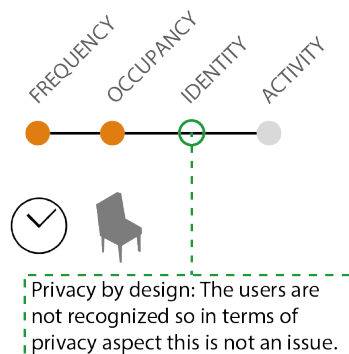 FREQUENCY
OCCUPANCY
IDENTITY
ACTIVITY
Privacy by design: The users are
not recognized so in terms of
privacy aspect this is not an issue.